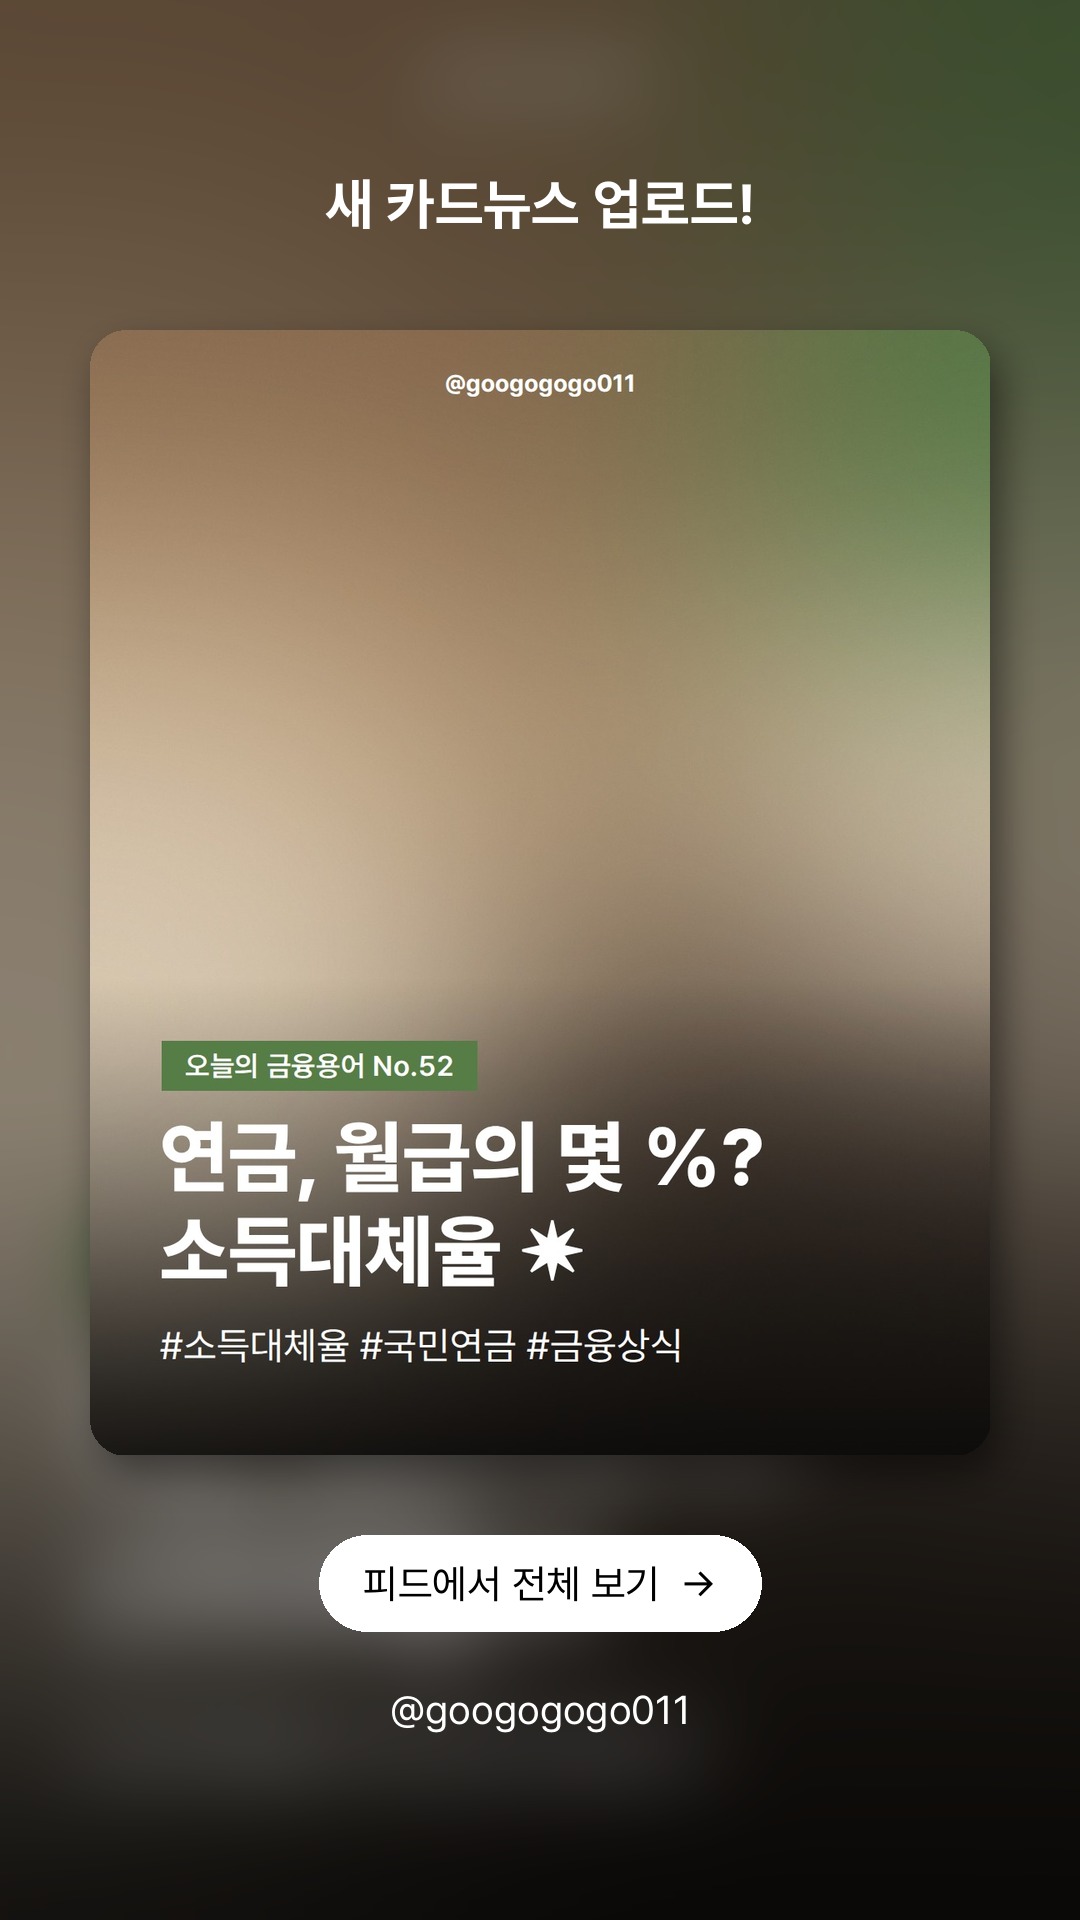 새 카드뉴스 업로드!
@googogogo011
오늘의 금융용어 No.52
연금, 월급의 몇 %?
소득대체율 ✷
#소득대체율 #국민연금 #금융상식
피드에서 전체 보기 →
@googogogo011